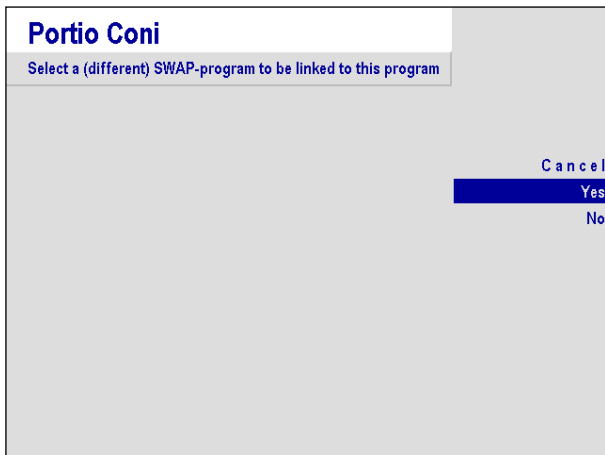 Portio Coni
Select a (different) SWAP-program to be linked to this program
Cancel
Yes
No